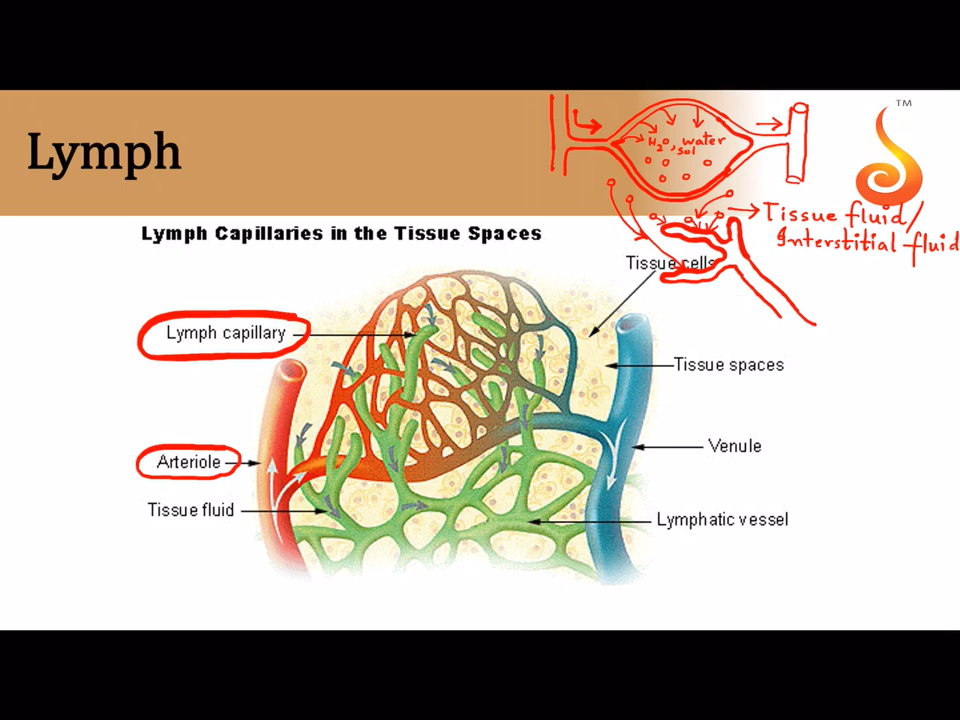 TM
Lymph
H2O, water
sol
Tissue fluid/
Interstitial fluid
Lymph Capillaries in the Tissue Spaces
Tissue cells
Lymph capillary
Tissue spaces
Venule
Arteriole
Tissue fluid
Lymphatic vessel